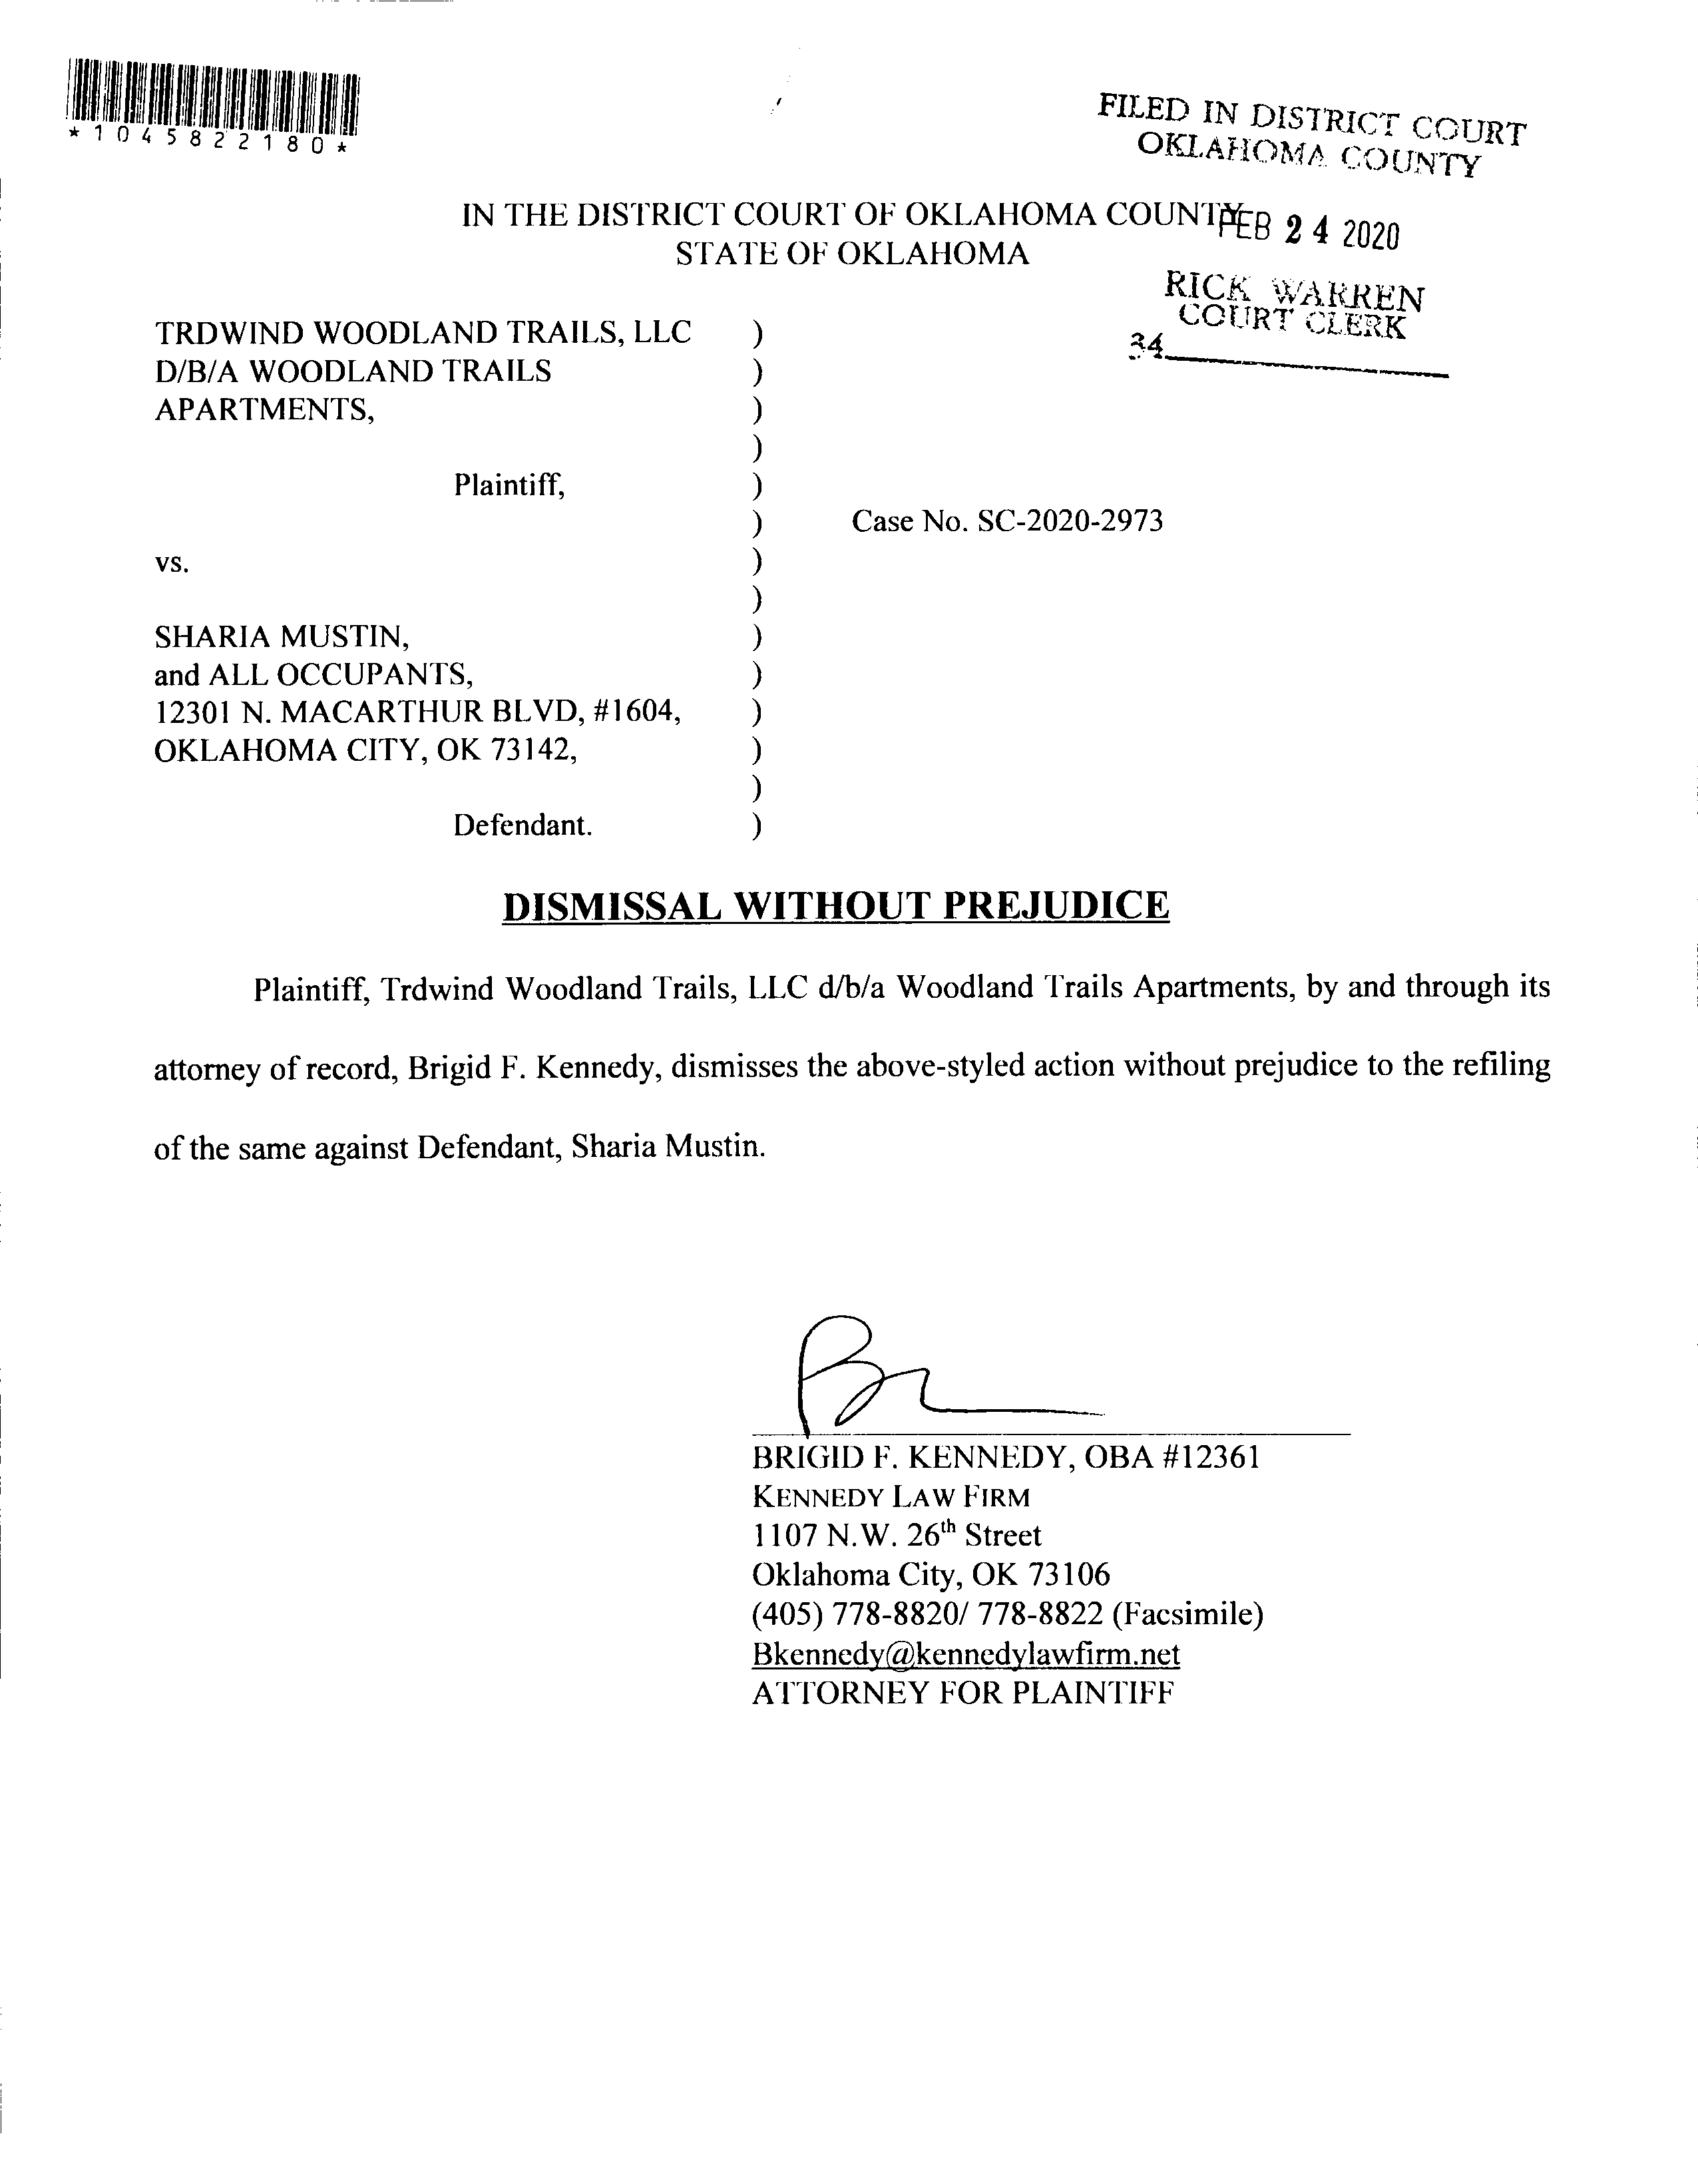 *1045822180*
FILED IN DISTRICT COURT
OKLAHOMA COUNTY
IN THE DISTRICT COURT OF OKLAHOMA COUNTY
FEB 24 2020
STATE OF OKLAHOMA
RICK WARREN
COURT CLERK
34
TRDWIND WOODLAND TRAILS, LLC )
D/B/A WOODLAND TRAILS )
APARTMENTS, )
)
Plaintiff, )
) Case No. SC-2020-2973
vs. )
)
SHARIA MUSTIN, )
and ALL OCCUPANTS, )
12301 N. MACARTHUR BLVD, #1604, )
OKLAHOMA CITY, OK 73142, )
)
Defendant. )
DISMISSAL WITHOUT PREJUDICE
Plaintiff, Trdwind Woodland Trails, LLC d/b/a Woodland Trails Apartments, by and through its
attorney of record, Brigid F. Kennedy, dismisses the above-styled action without prejudice to the refiling
of the same against Defendant, Sharia Mustin.
BRIGID F. KENNEDY, OBA #12361
KENNEDY LAW FIRM
1107 N.W. 26th Street
Oklahoma City, OK 73106
(405) 778-8820/ 778-8822 (Facsimile)
Bkennedy@kennedylawfirm.net
ATTORNEY FOR PLAINTIFF